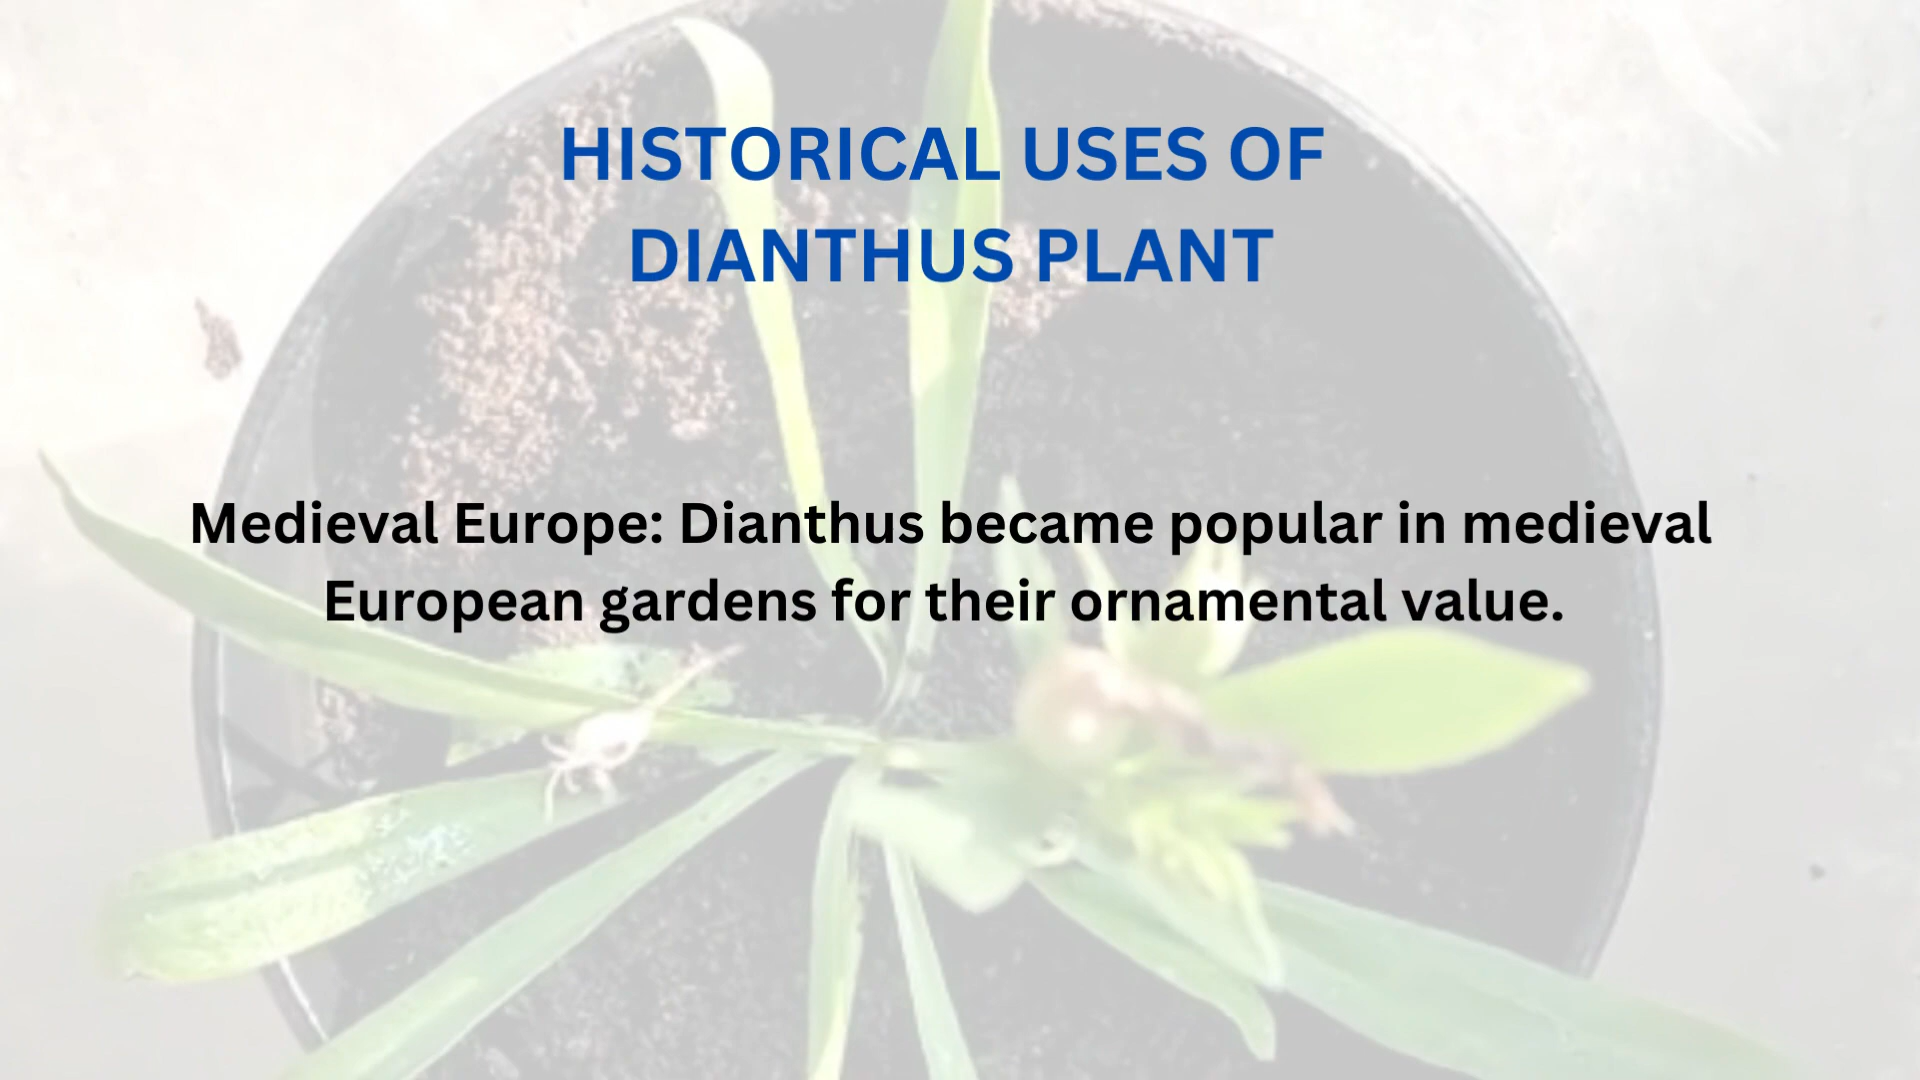 HISTORICAL USES OF
DIANTHUS PLANT
Medieval Europe: Dianthus became popular in medieval
European gardens for their ornamental value.